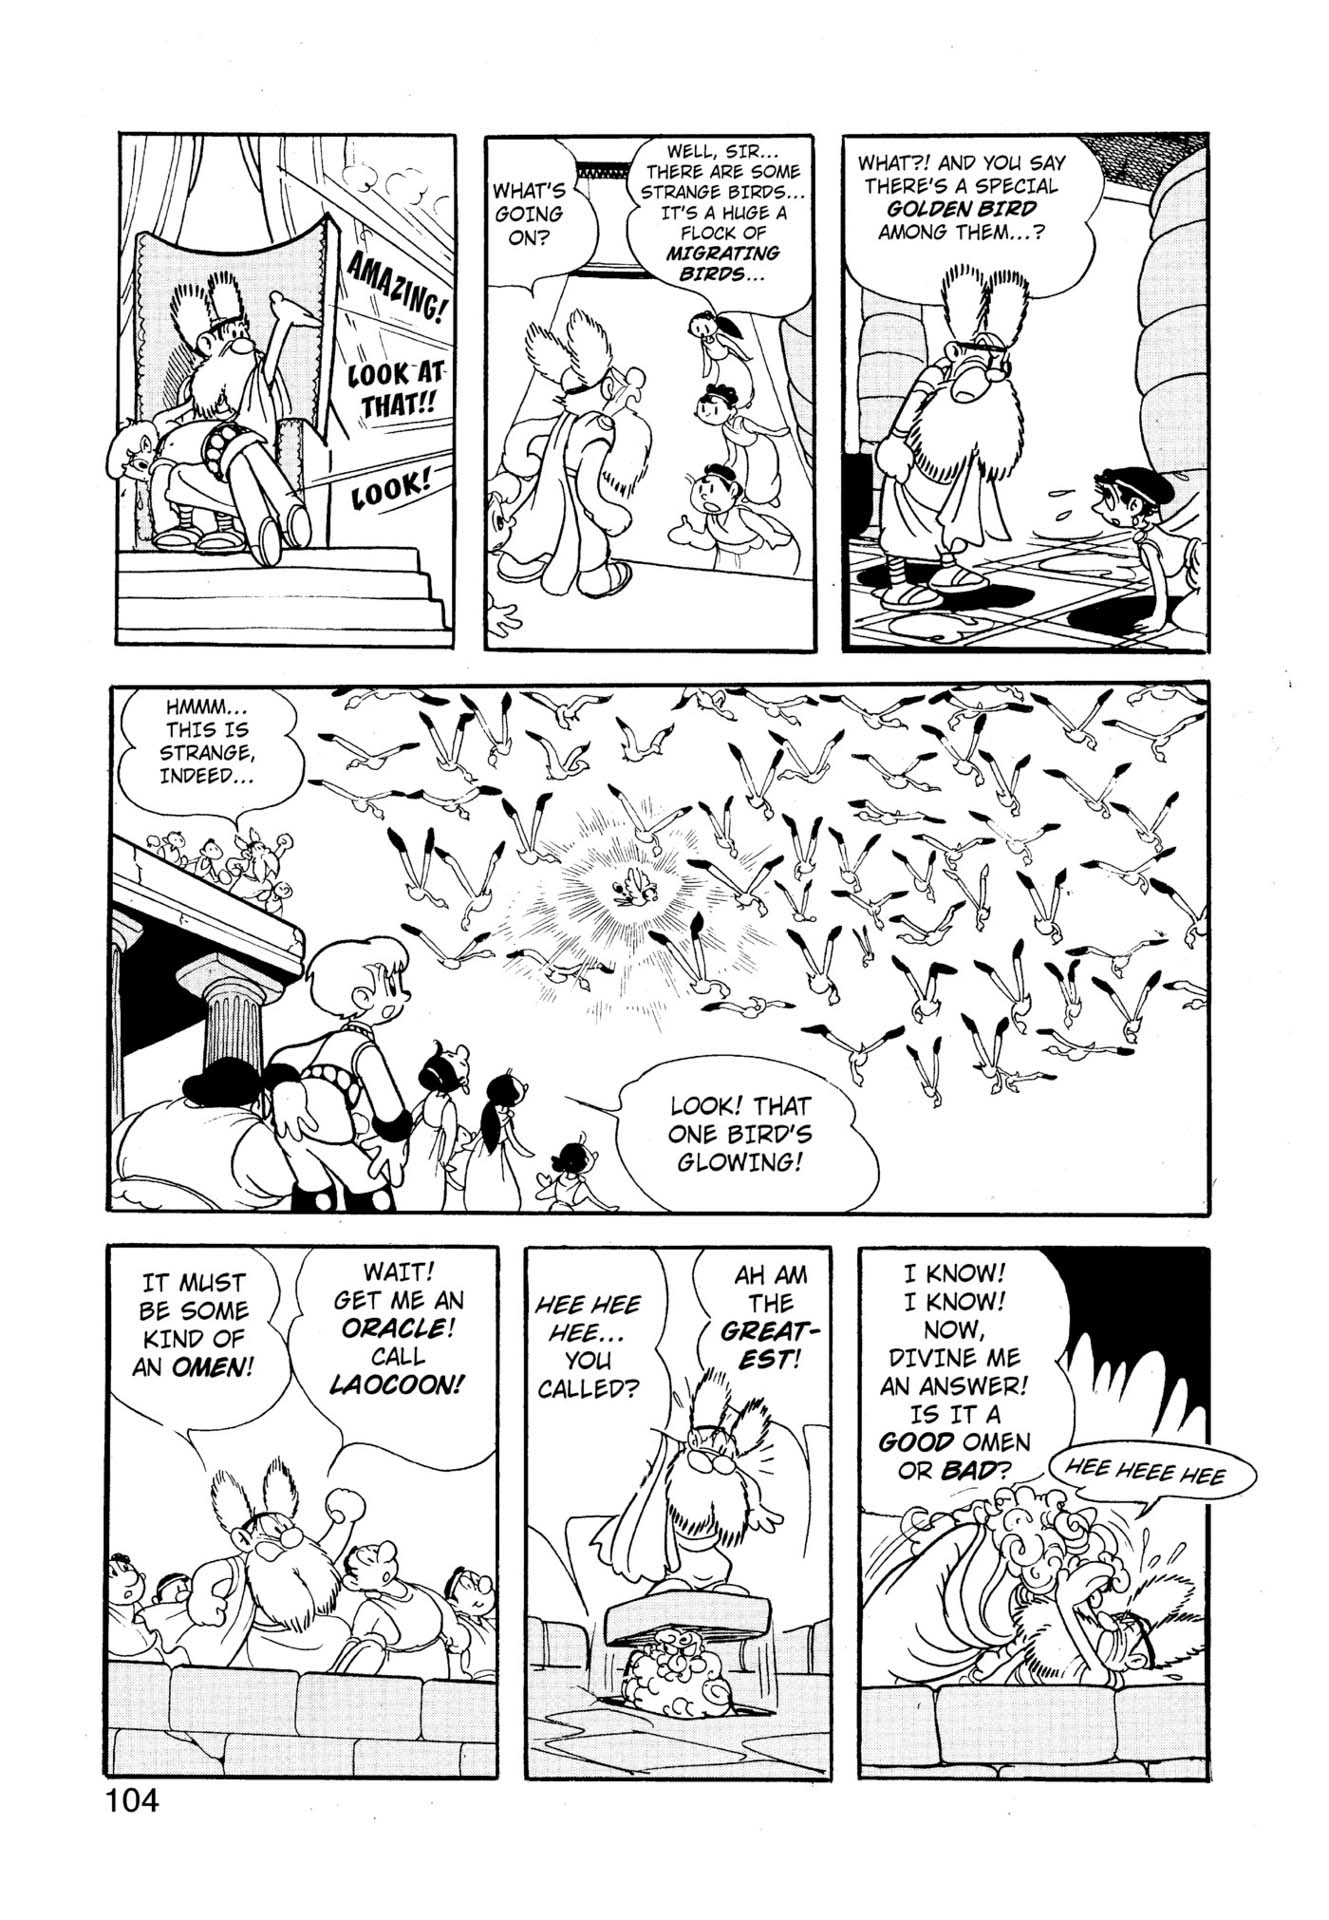 AMAZING!
LOOK AT
THAT!!
LOOK!
WHAT'S
GOING
ON?
WELL, SIR...
THERE ARE SOME
STRANGE BIRDS...
IT'S A HUGE A
FLOCK OF
MIGRATING
BIRDS...
WHAT?! AND YOU SAY
THERE'S A SPECIAL
GOLDEN BIRD
AMONG THEM...?
HMMM...
THIS IS
STRANGE,
INDEED...
LOOK! THAT
ONE BIRD'S
GLOWING!
IT MUST
BE SOME
KIND OF
AN OMEN!
WAIT!
GET ME AN
ORACLE!
CALL
LAOCOON!
HEE HEE
HEE...
YOU
CALLED?
AH AM
THE
GREAT-
EST!
I KNOW!
I KNOW!
NOW,
DIVINE ME
AN ANSWER!
IS IT A
GOOD OMEN
OR BAD?
HEE HEEE HEE
104